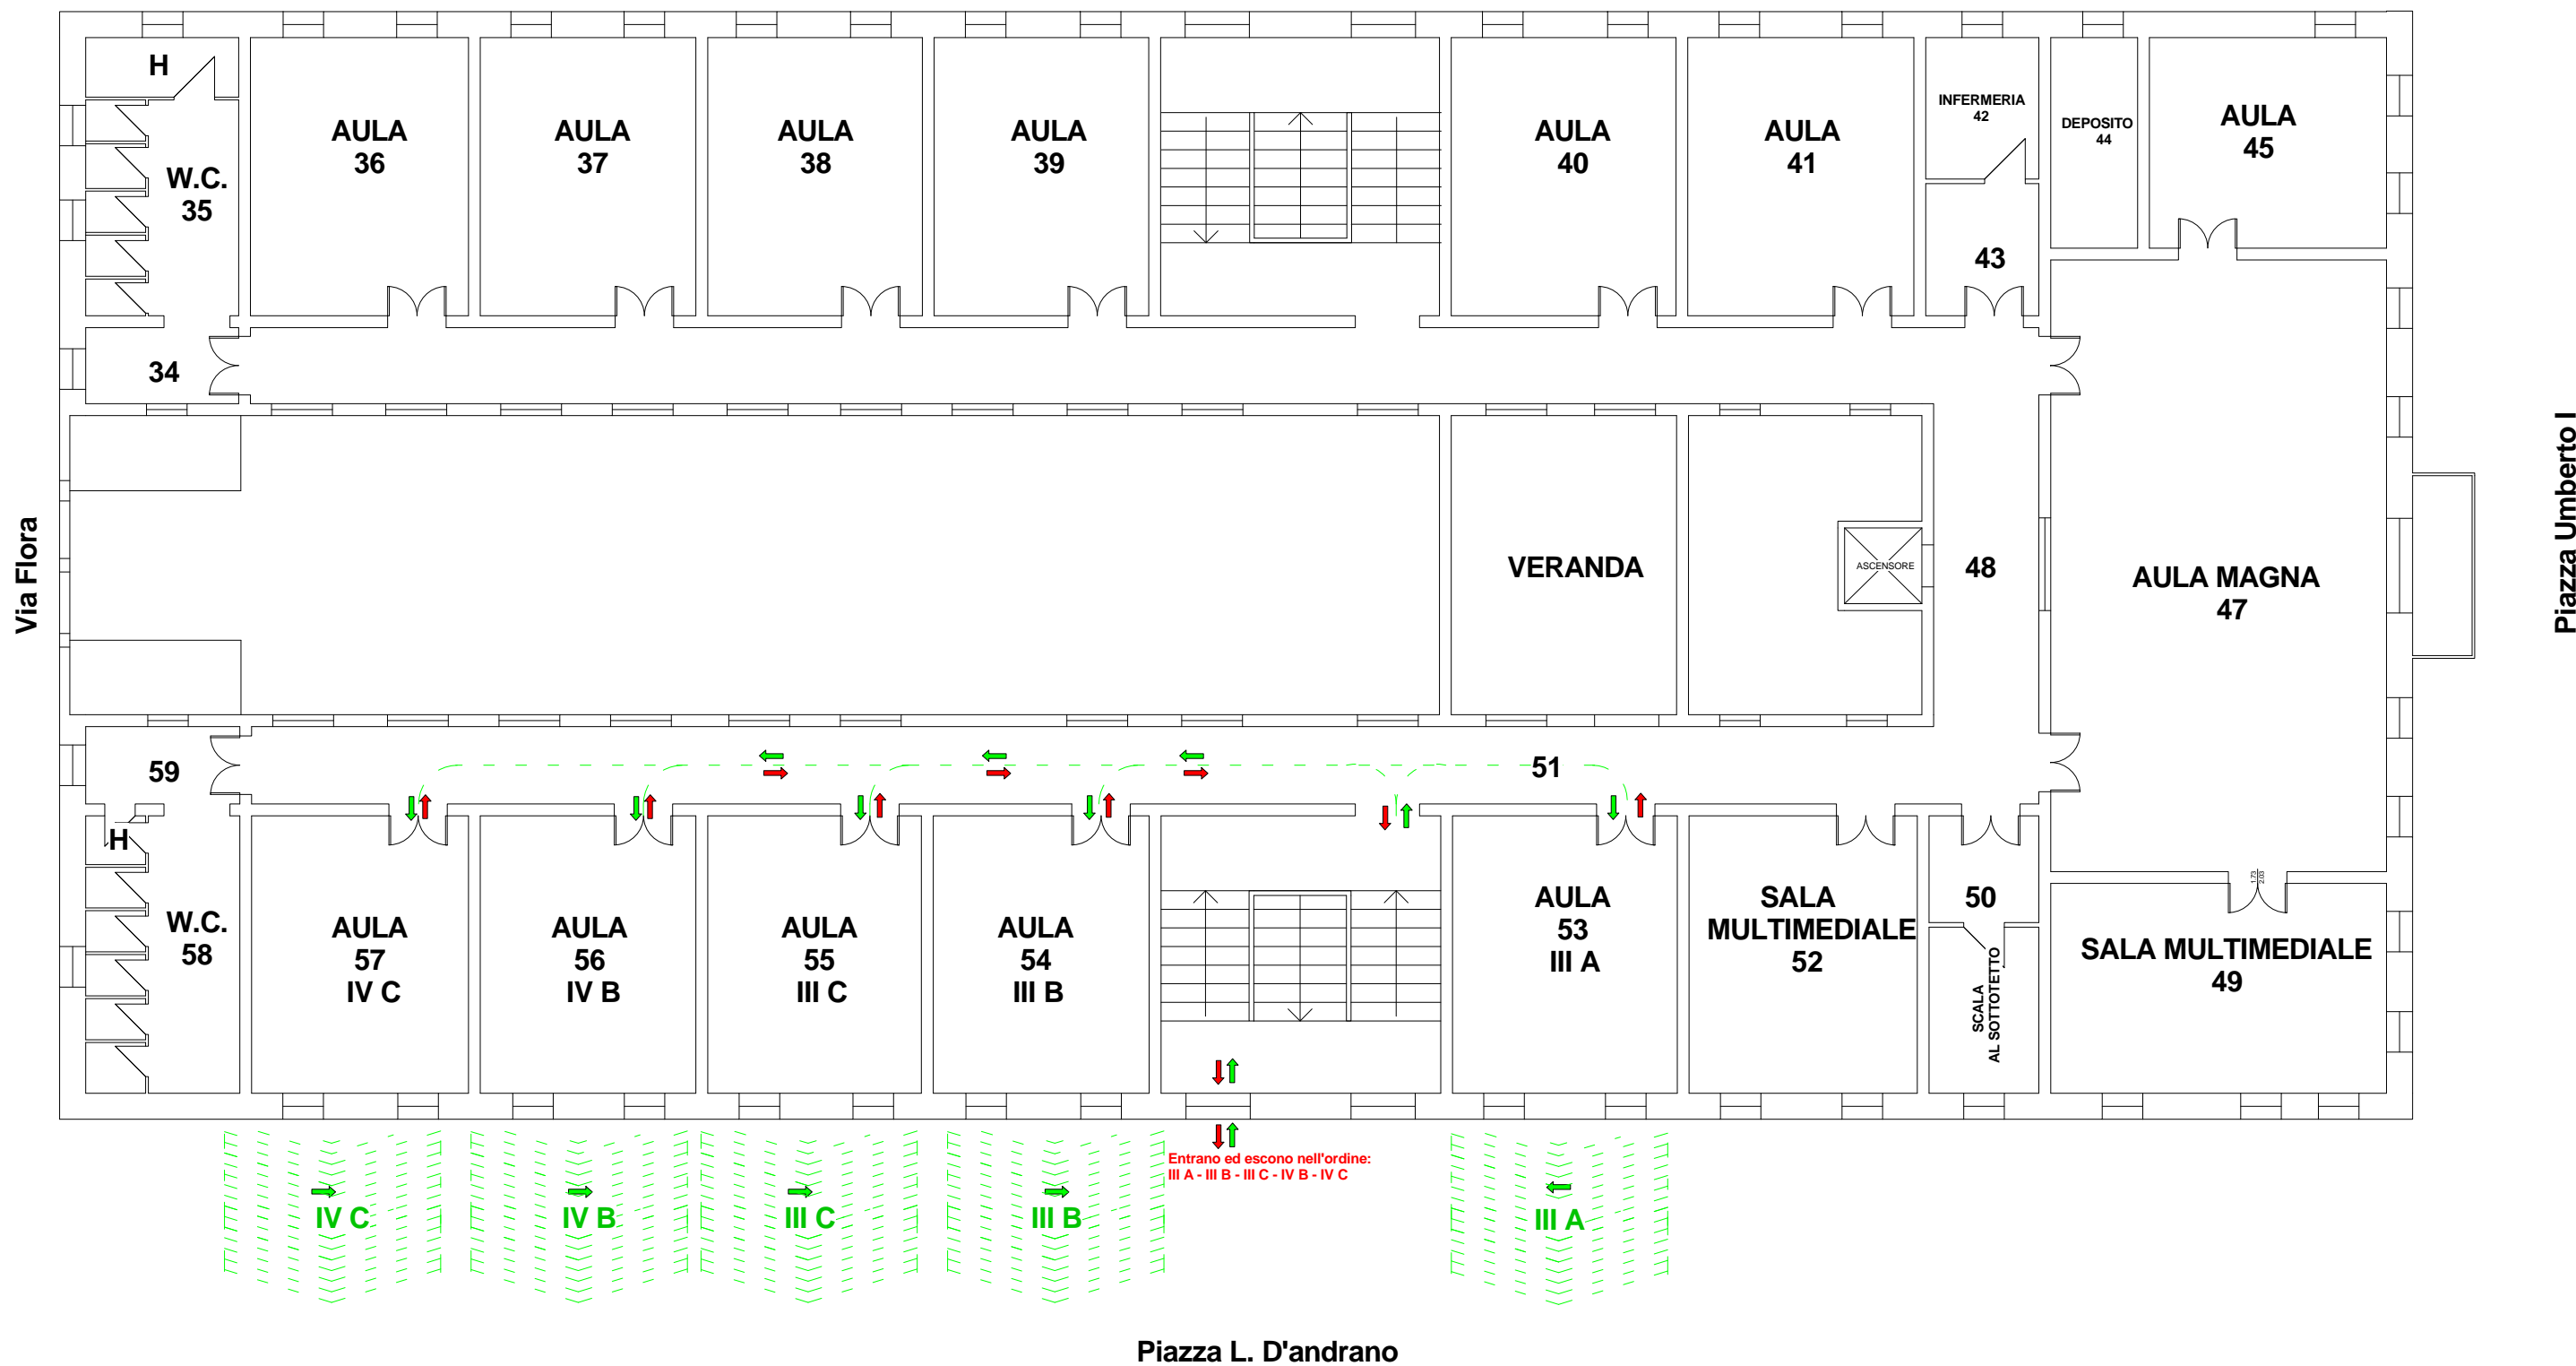 H
AULA
36
AULA
37
AULA
38
AULA
39
AULA
40
AULA
41
INFERMERIA
42
DEPOSITO
44
AULA
45
W.C.
35
43
34
Via Flora
VERANDA
ASCENSORE
48
AULA MAGNA
47
Piazza Umberto I
59
51
H
W.C.
58
AULA
57
IV C
AULA
56
IV B
AULA
55
III C
AULA
54
III B
AULA
53
III A
SALA
MULTIMEDIALE
52
50
SCALA
AL SOTTOTETTO
1.73
2.03
SALA MULTIMEDIALE
49
Entrano ed escono nell'ordine:
III A - III B - III C - IV B - IV C
IV C
IV B
III C
III B
III A
Piazza L. D'andrano